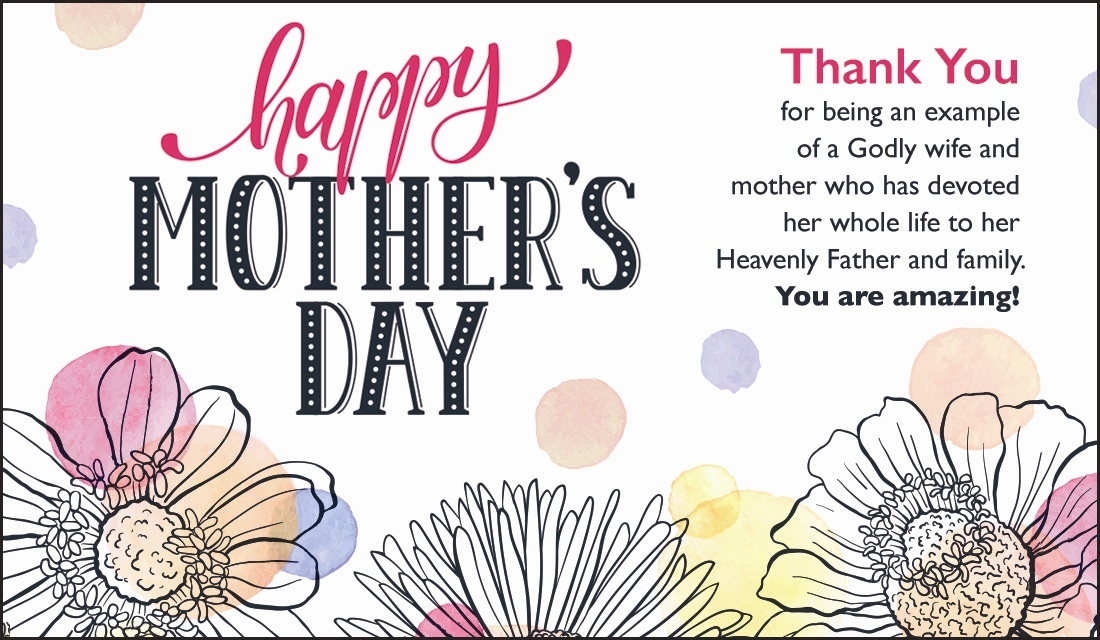 happy
MOTHER'S
DAY
Thank You
for being an example
of a Godly wife and
mother who has devoted
her whole life to her
Heavenly Father and family.
You are amazing!